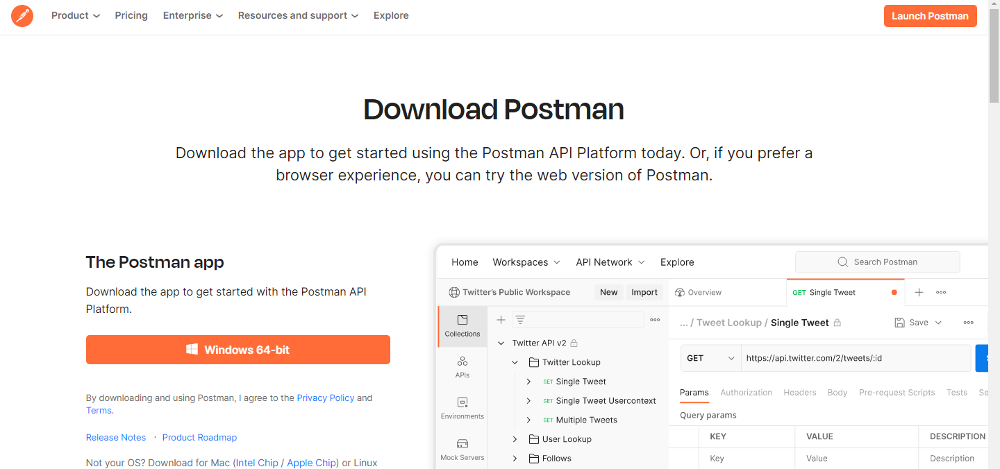 Product Pricing Enterprise Resources and support Explore Launch Postman
Download Postman
Download the app to get started using the Postman API Platform today. Or, if you prefer a
browser experience, you can try the web version of Postman.
The Postman app
Download the app to get started with the Postman API
Platform.
Windows 64-bit
By downloading and using Postman, I agree to the Privacy Policy and
Terms.
Release Notes · Product Roadmap
Not your OS? Download for Mac (Intel Chip / Apple Chip) or Linux
Home Workspaces API Network Explore Search Postman
Twitter's Public Workspace New Import Overview GET Single Tweet
Collections
APIs
Environments
Mock Servers
Twitter API v2
Twitter Lookup
GET Single Tweet
GET Single Tweet Usercontext
GET Multiple Tweets
User Lookup
Follows
... / Tweet Lookup / Single Tweet Save
GET https://api.twitter.com/2/tweets/:id
Params Authorization Headers Body Pre-request Scripts Tests Se
Query params
KEY VALUE DESCRIPTION
Key Value Description